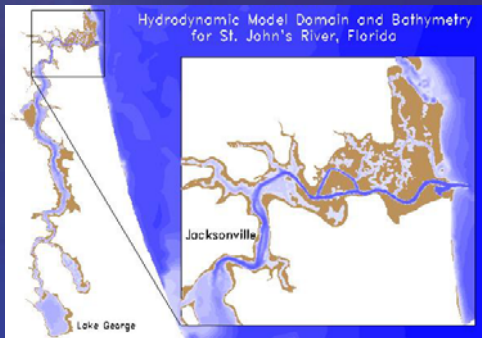 Hydrodynamic Model Domain and Bathymetry
for St. John's River, Florida
Jacksonville
Lake George